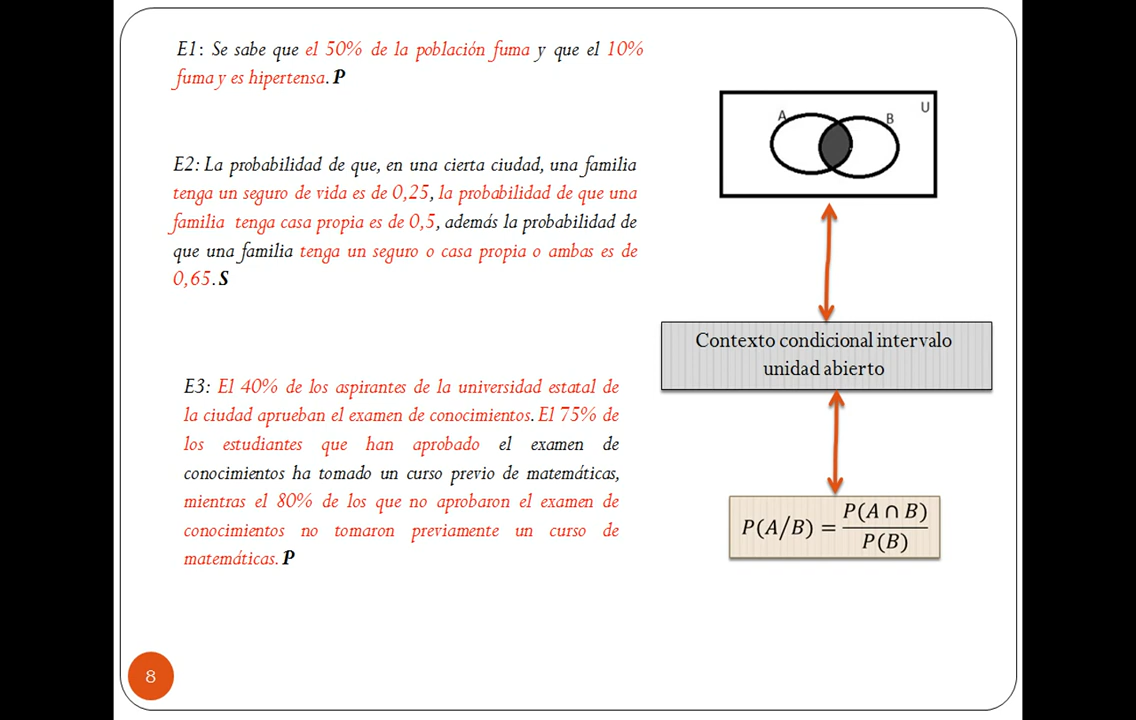 E1: Se sabe que el 50% de la población fuma y que el 10%
fuma y es hipertensa. P
E2: La probabilidad de que, en una cierta ciudad, una familia
tenga un seguro de vida es de 0,25, la probabilidad de que una
familia tenga casa propia es de 0,5, además la probabilidad de
que una familia tenga un seguro o casa propia o ambas es de
0,65. S
E3: El 40% de los aspirantes de la universidad estatal de
la ciudad aprueban el examen de conocimientos. El 75% de
los estudiantes que han aprobado el examen de
conocimientos ha tomado un curso previo de matemáticas,
mientras el 80% de los que no aprobaron el examen de
conocimientos no tomaron previamente un curso de
matemáticas. P
A B U
Contexto condicional intervalo
unidad abierto
P(A/B) = P(A ∩ B)
P(B)
8